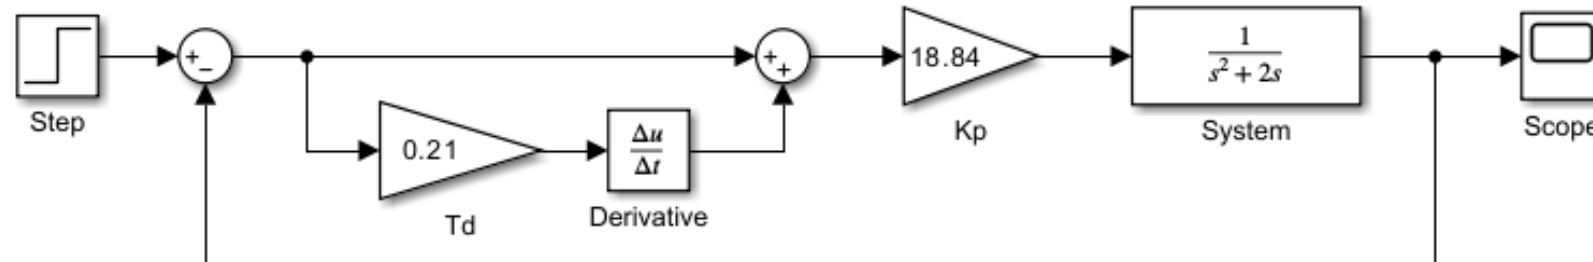 +
−
+
+
18.84
1
s² + 2s
Step
Kp
System
Scope
0.21
Δu
Δt
Td
Derivative